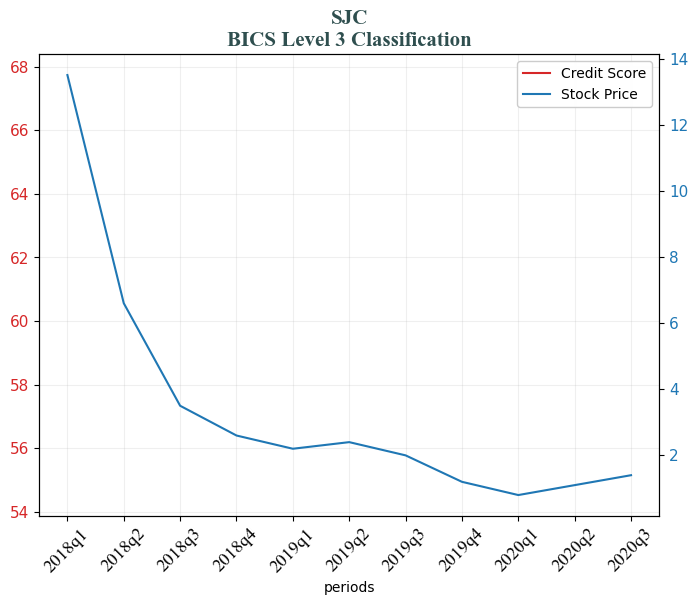 SJC
BICS Level 3 Classification
Credit Score
Stock Price
68
66
64
62
60
58
56
54
14
12
10
8
6
4
2
2018q1
2018q2
2018q3
2018q4
2019q1
2019q2
2019q3
2019q4
2020q1
2020q2
2020q3
periods